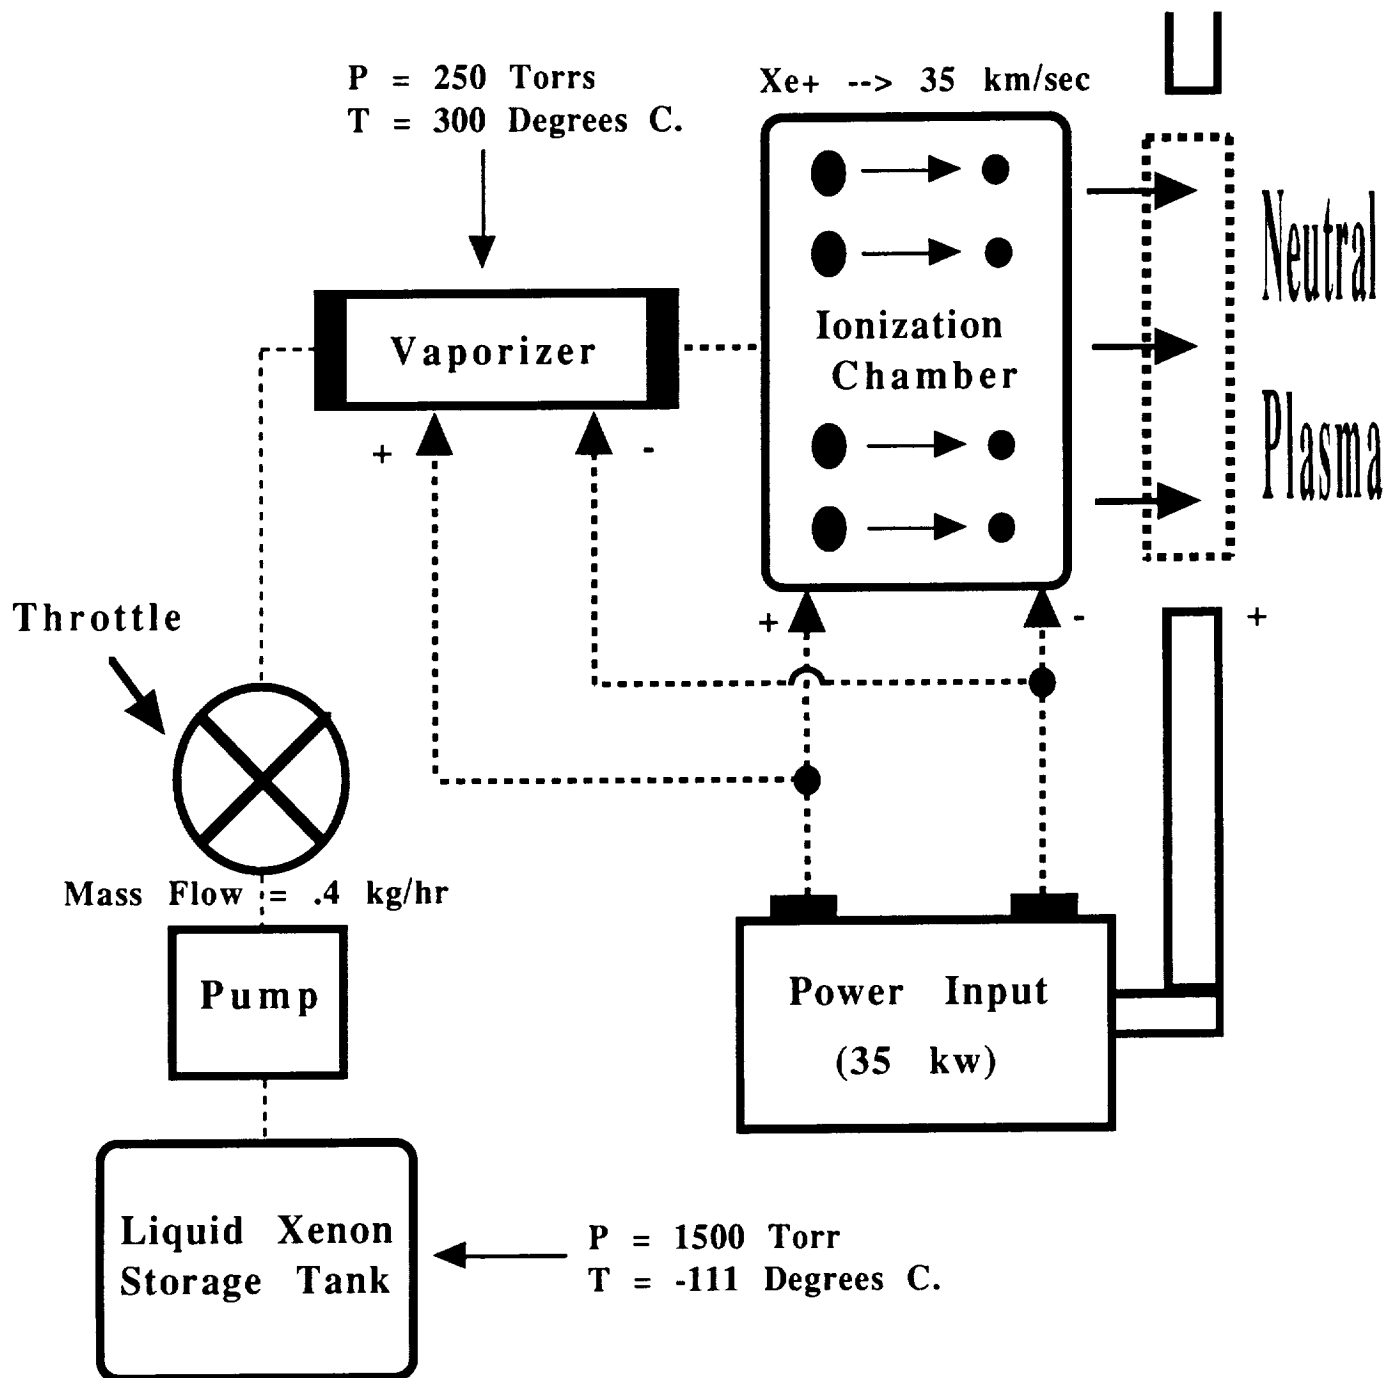 P = 250 Torrs
T = 300 Degrees C.
Xe+ --> 35 km/sec
Vaporizer
+ -
Ionization
Chamber
Neutral
Plasma
+ -
+
Throttle
Mass Flow = .4 kg/hr
Pump
Power Input
(35 kw)
Liquid Xenon
Storage Tank
P = 1500 Torr
T = -111 Degrees C.